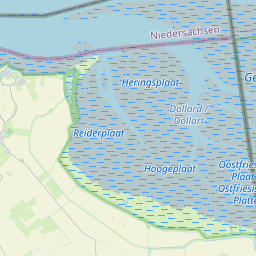 Niedersachsen
Heringsplaat
Dollard /
Dollart
Reiderplaat
Hoogeplaat
Oostfries
Plaat
Ostfriesis
Platte